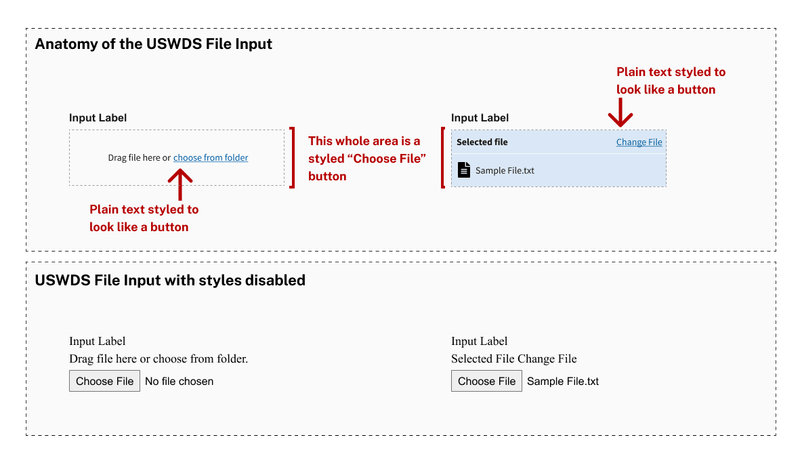 Anatomy of the USWDS File Input
Plain text styled to
look like a button
Input Label
Drag file here or choose from folder
Plain text styled to
look like a button
This whole area is a
styled “Choose File”
button
Input Label
Selected file Change File
Sample File.txt
USWDS File Input with styles disabled
Input Label
Drag file here or choose from folder.
Choose File No file chosen
Input Label
Selected File Change File
Choose File Sample File.txt